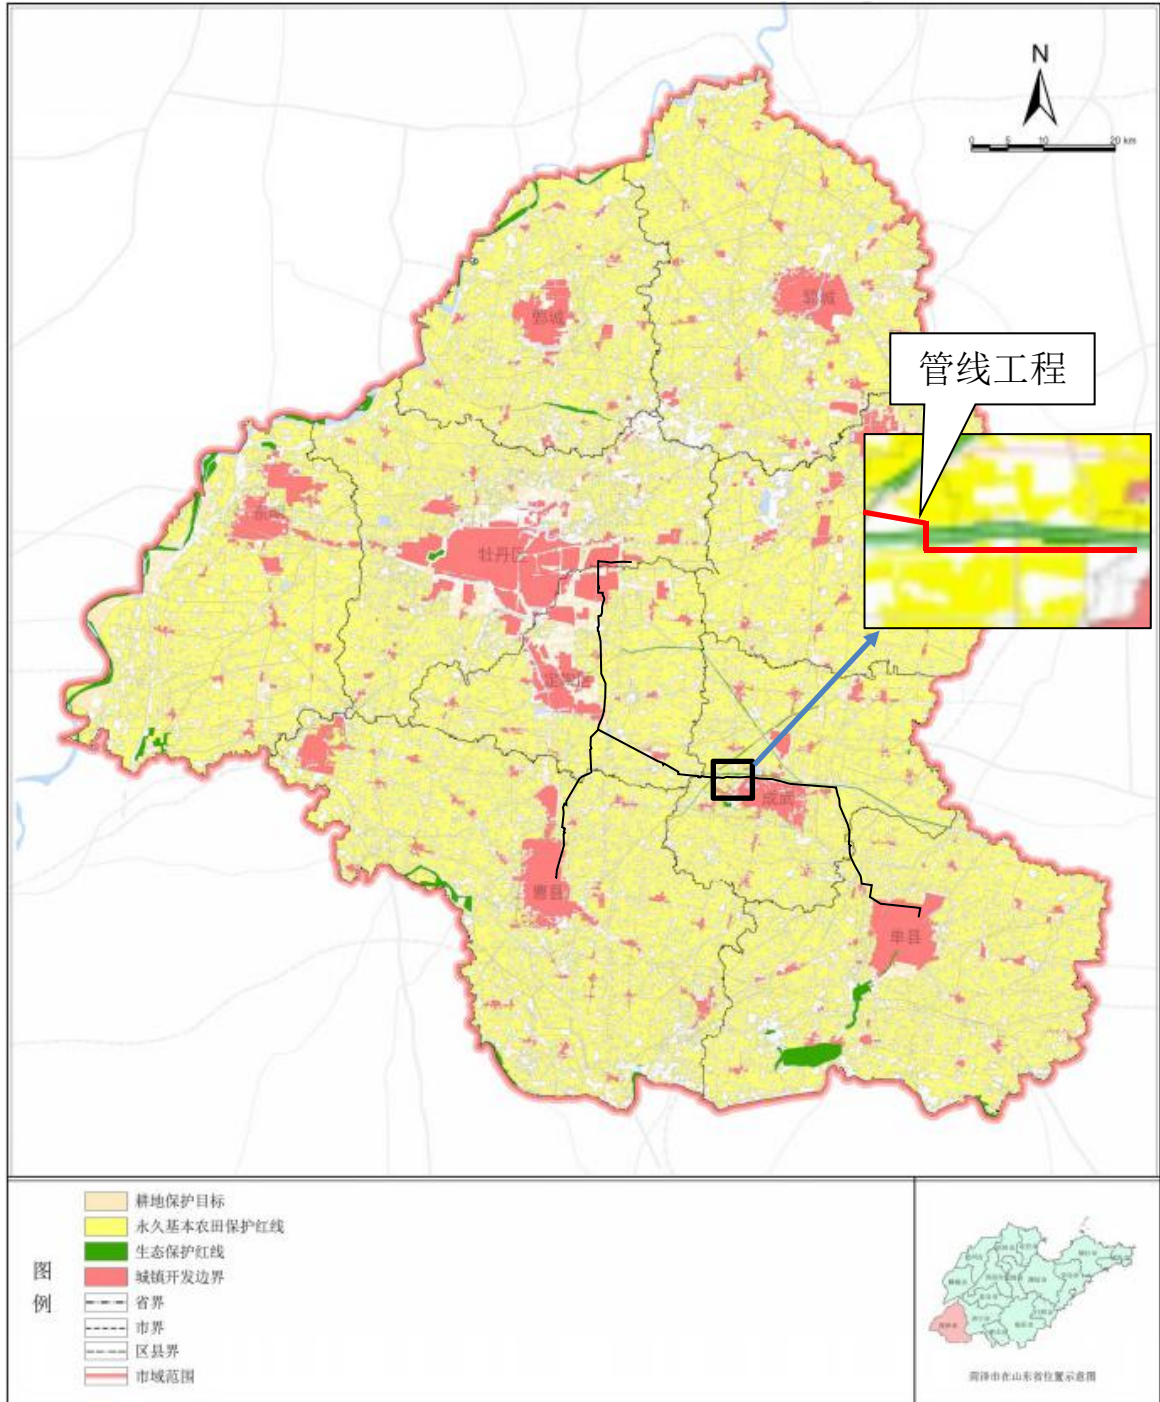 N
0 5 10 20 km
鄄城
郓城
管线工程
东明
牡丹区
定陶区
成武
曹县
单县
图例
耕地保护目标
永久基本农田保护红线
生态保护红线
城镇开发边界
省界
市界
区县界
市域范围
菏泽市在山东省位置示意图